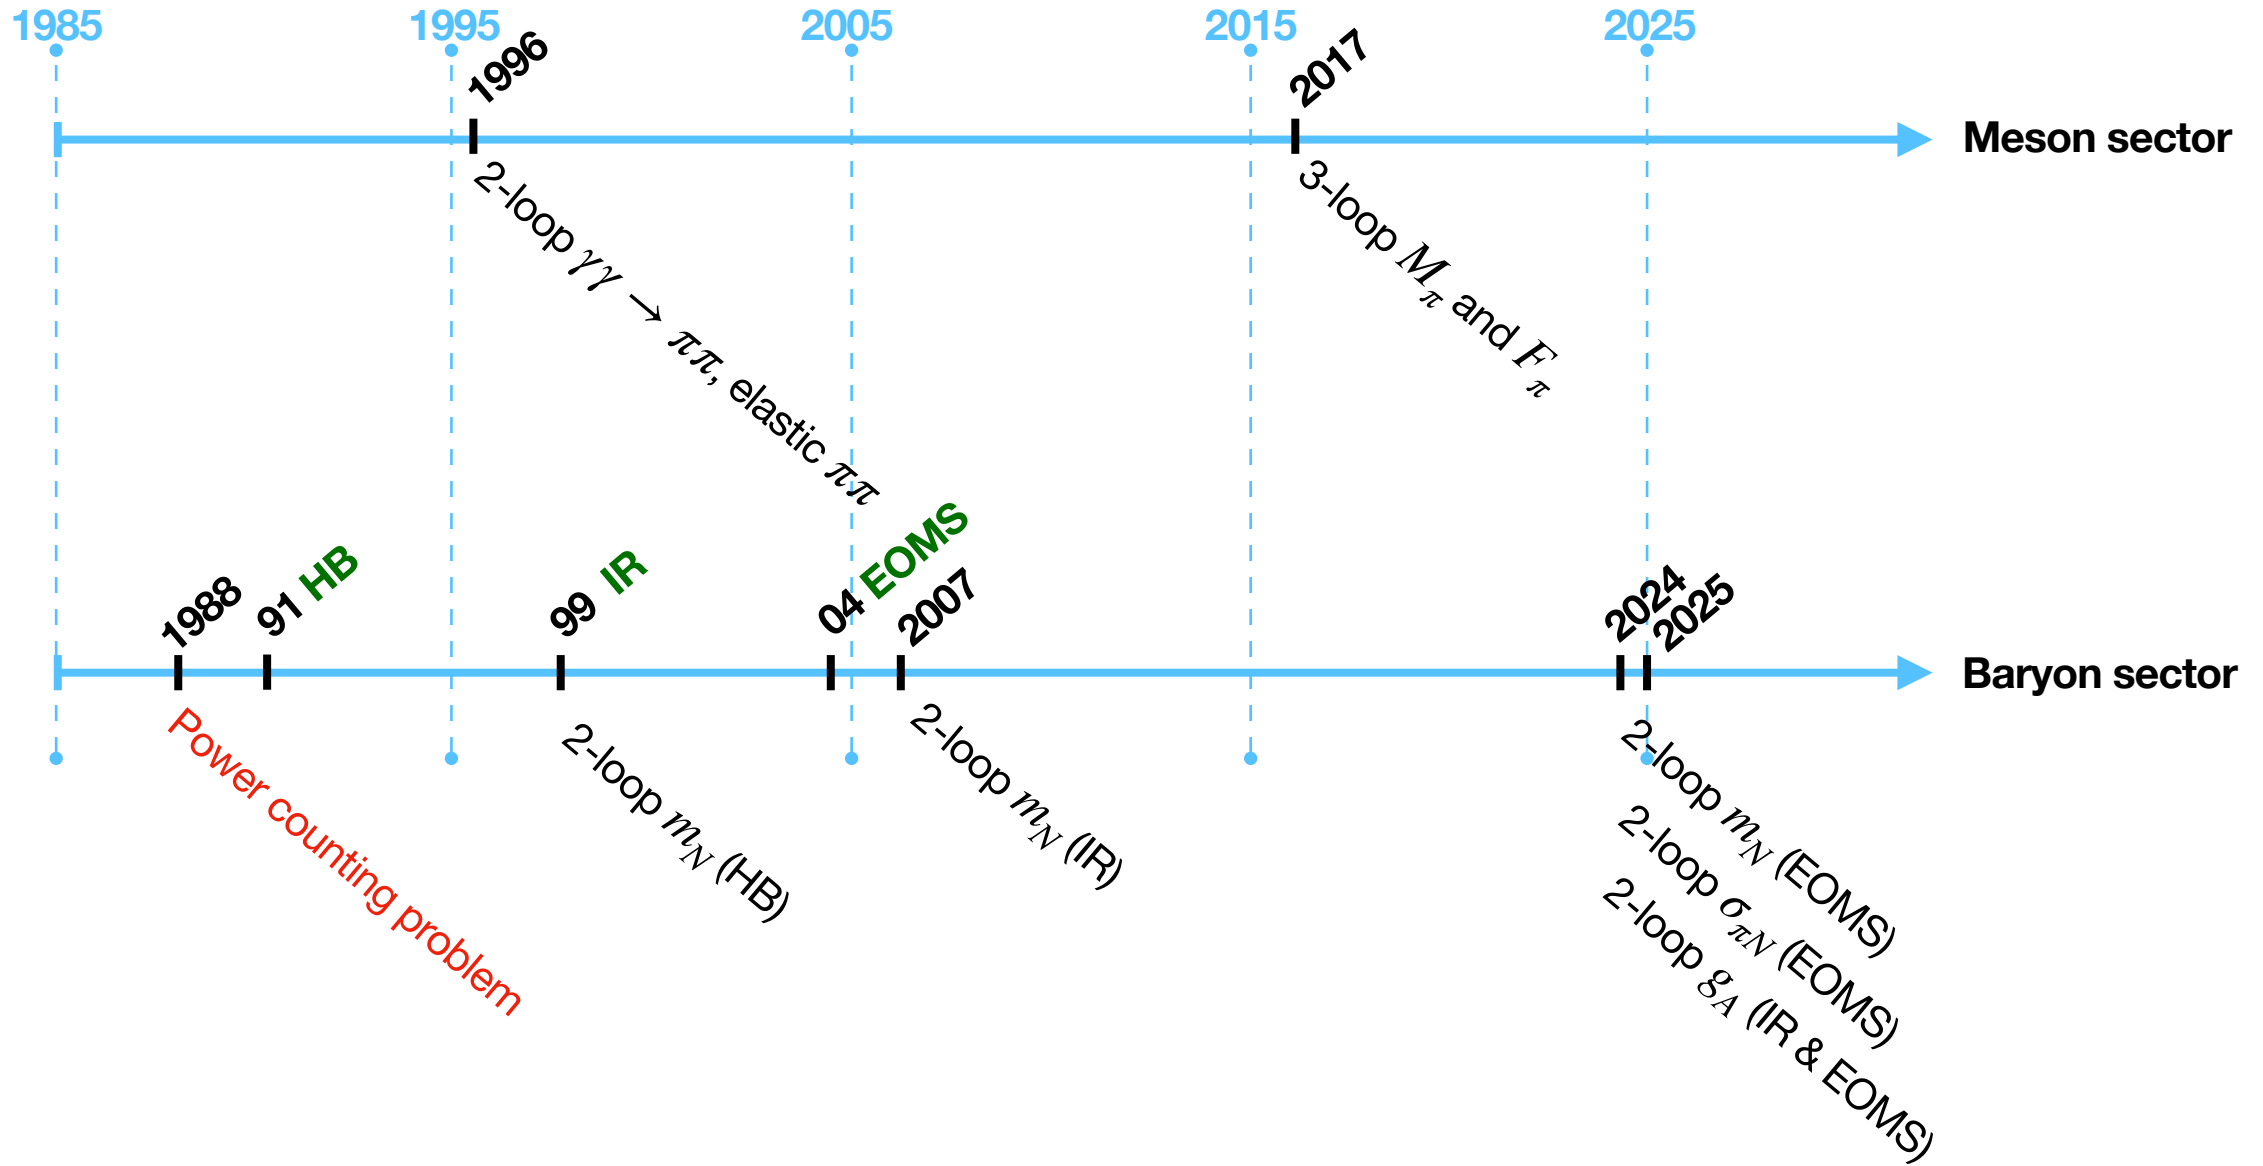 1985
1995
2005
2015
2025
1996
2017
Meson sector
2-loop γγ → ππ, elastic ππ
3-loop M_π and F_π
1988
91 HB
99 IR
04 EOMS
2007
2024
2025
Baryon sector
Power counting problem
2-loop m_N (HB)
2-loop m_N (IR)
2-loop m_N (EOMS)
2-loop σ_πN (EOMS)
2-loop g_A (IR & EOMS)